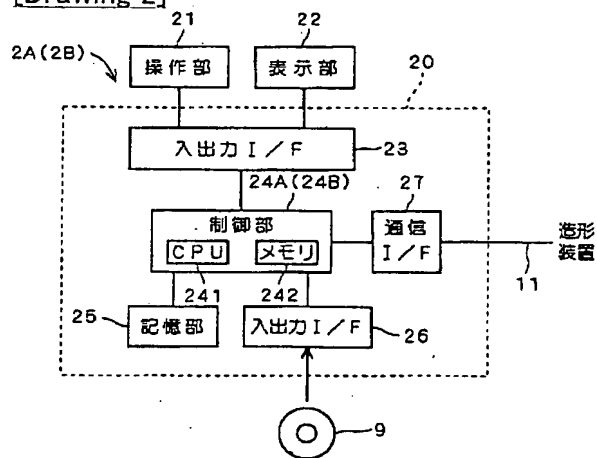 [Drawing 2]
21
22
2A(2B)
操作部
表示部
20
入出力 I/F
23
24A(24B)
27
制御部
通信
I/F
CPU
メモリ
造形
装置
11
241
242
25
記憶部
入出力 I/F
26
9